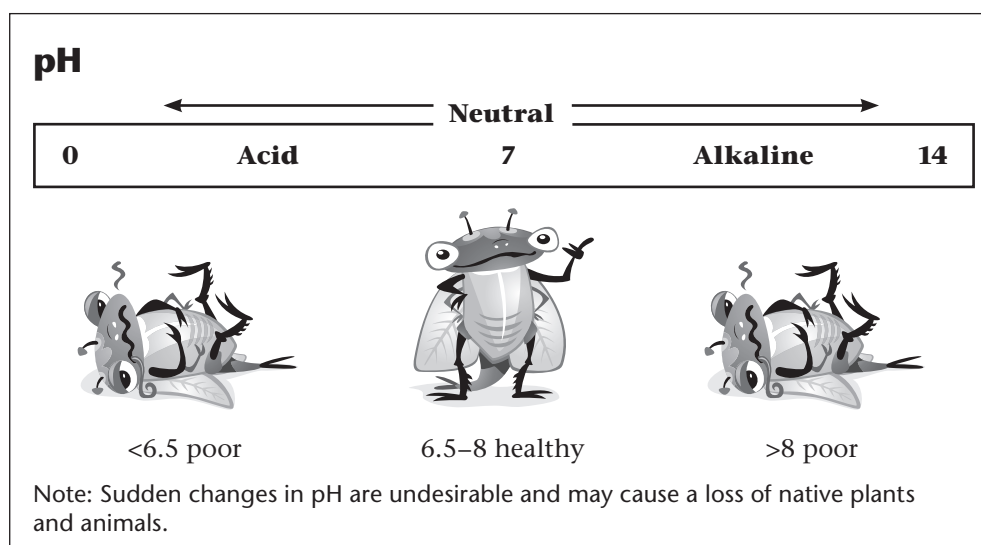 pH
Neutral
0 Acid 7 Alkaline 14
<6.5 poor 6.5–8 healthy >8 poor
Note: Sudden changes in pH are undesirable and may cause a loss of native plants
and animals.